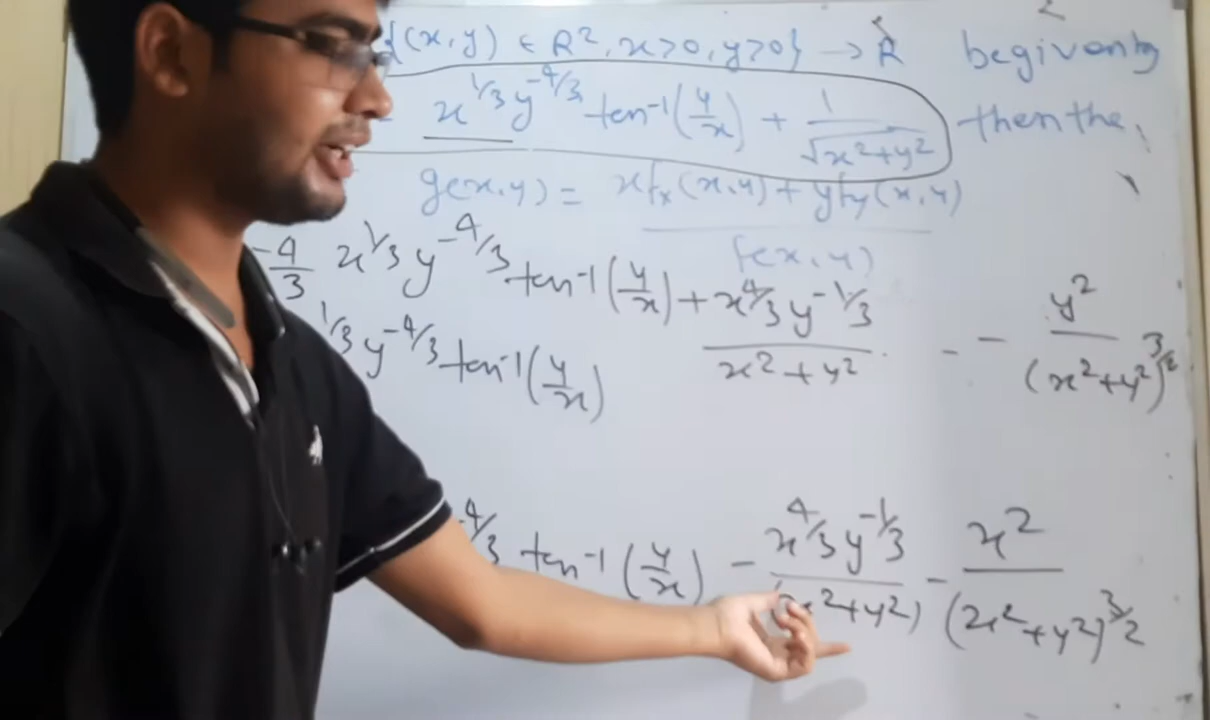 {(x,y) ∈ R², x>0, y>0} → R be given by
x^1/3 y^-4/3 tan-1(y/x) + 1/√x²+y² then the
g(x,y) = xfx(x,y) + yfy(x,y) / f(x,y)
-4/3 x^1/3 y^-4/3 tan-1(y/x) + x^4/3 y^-1/3 / x²+y² - - y²/(x²+y²)^3/2
1/3 y^-4/3 tan-1(y/x)
-4/3 tan-1(y/x) - x^4/3 y^-1/3 / (x²+y²) - x²/(x²+y²)^3/2